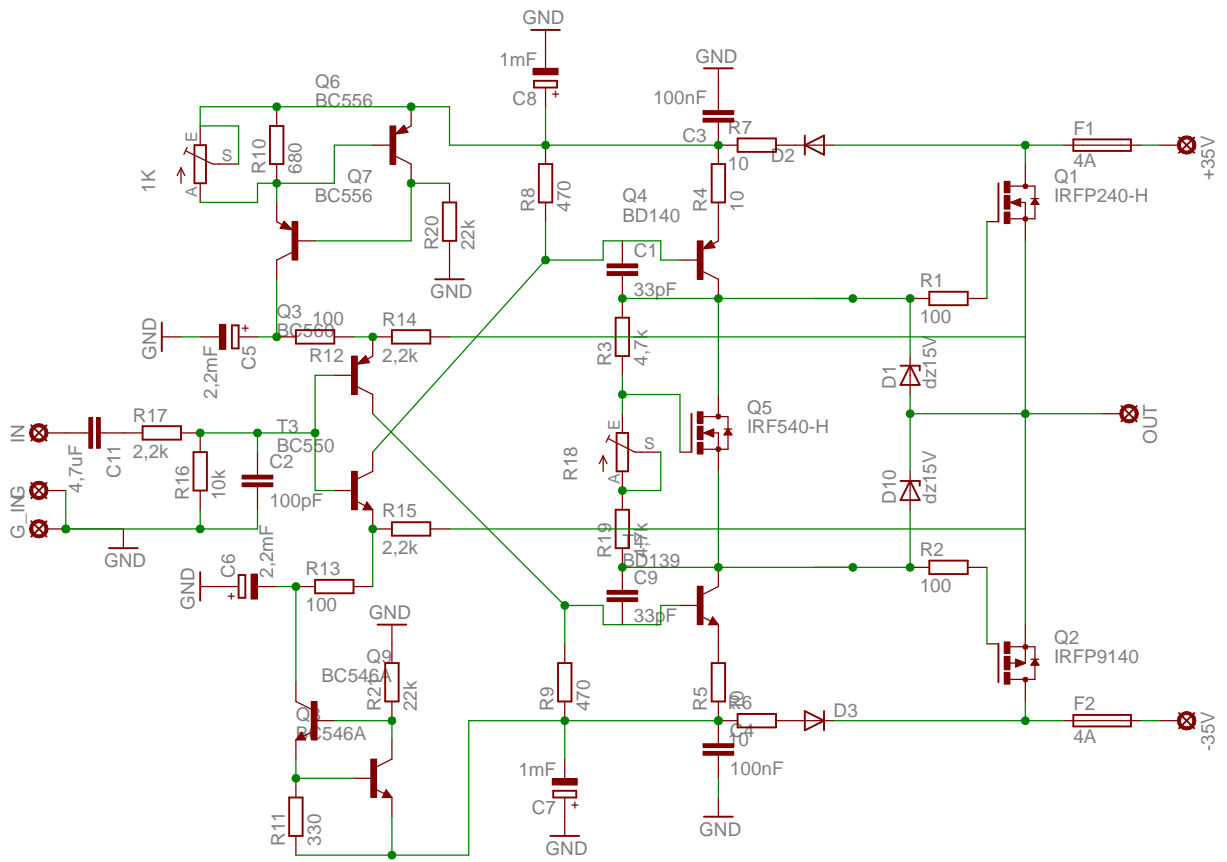 GND
1mF
C8
+
GND
100nF
C3
Q6
BC556
E
S
A
1K
R10
680
Q7
BC556
R20
22k
GND
R8
470
R7
10
D2
R4
10
F1
4A
+35V
Q1
IRFP240-H
Q4
BD140
C1
33pF
R1
100
GND
2,2mF
C5
+
Q3
BC560
100
R12
R14
2,2k
R3
4,7k
D1
dz15V
Q5
IRF540-H
OUT
IN
4,7uF
C11
R17
2,2k
R16
10k
T3
BC550
C2
100pF
E
S
A
R18
D10
dz15V
G_IN
GND
R15
2,2k
R19
BD139
C9
33pF
R2
100
GND
C6
+
2,2mF
R13
100
GND
Q9
BC546A
R21
22k
R9
470
R5
R6
10
C4
100nF
D3
Q2
IRFP9140
F2
4A
-35V
R11
330
1mF
C7
+
GND
GND